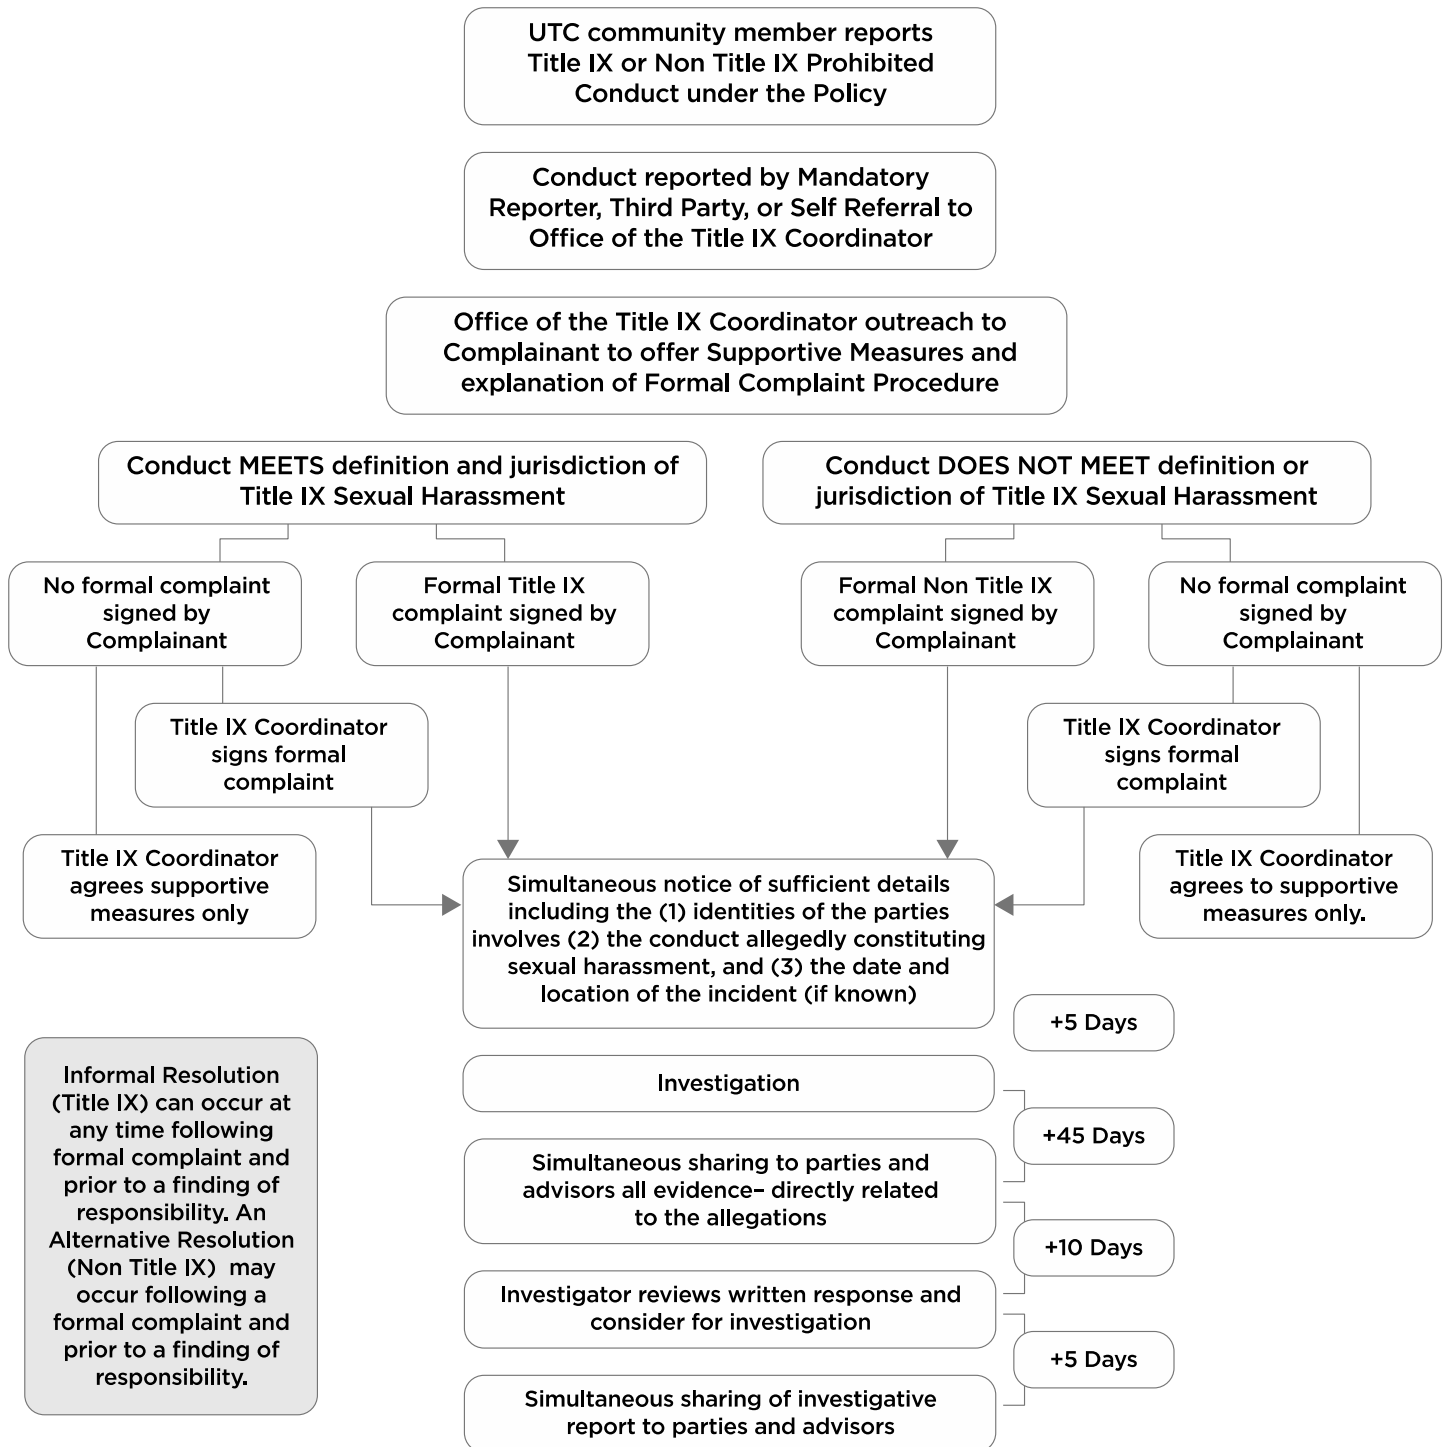 UTC community member reports
Title IX or Non Title IX Prohibited
Conduct under the Policy
Conduct reported by Mandatory
Reporter, Third Party, or Self Referral to
Office of the Title IX Coordinator
Office of the Title IX Coordinator outreach to
Complainant to offer Supportive Measures and
explanation of Formal Complaint Procedure
Conduct MEETS definition and jurisdiction of
Title IX Sexual Harassment
Conduct DOES NOT MEET definition or
jurisdiction of Title IX Sexual Harassment
No formal complaint
signed by
Complainant
Formal Title IX
complaint signed by
Complainant
Formal Non Title IX
complaint signed by
Complainant
No formal complaint
signed by
Complainant
Title IX Coordinator
signs formal
complaint
Title IX Coordinator
signs formal
complaint
Title IX Coordinator
agrees supportive
measures only
Simultaneous notice of sufficient details
including the (1) identities of the parties
involves (2) the conduct allegedly constituting
sexual harassment, and (3) the date and
location of the incident (if known)
Title IX Coordinator
agrees to supportive
measures only.
+5 Days
Informal Resolution
(Title IX) can occur at
any time following
formal complaint and
prior to a finding of
responsibility. An
Alternative Resolution
(Non Title IX) may
occur following a
formal complaint and
prior to a finding of
responsibility.
Investigation
+45 Days
Simultaneous sharing to parties and
advisors all evidence– directly related
to the allegations
+10 Days
Investigator reviews written response and
consider for investigation
+5 Days
Simultaneous sharing of investigative
report to parties and advisors